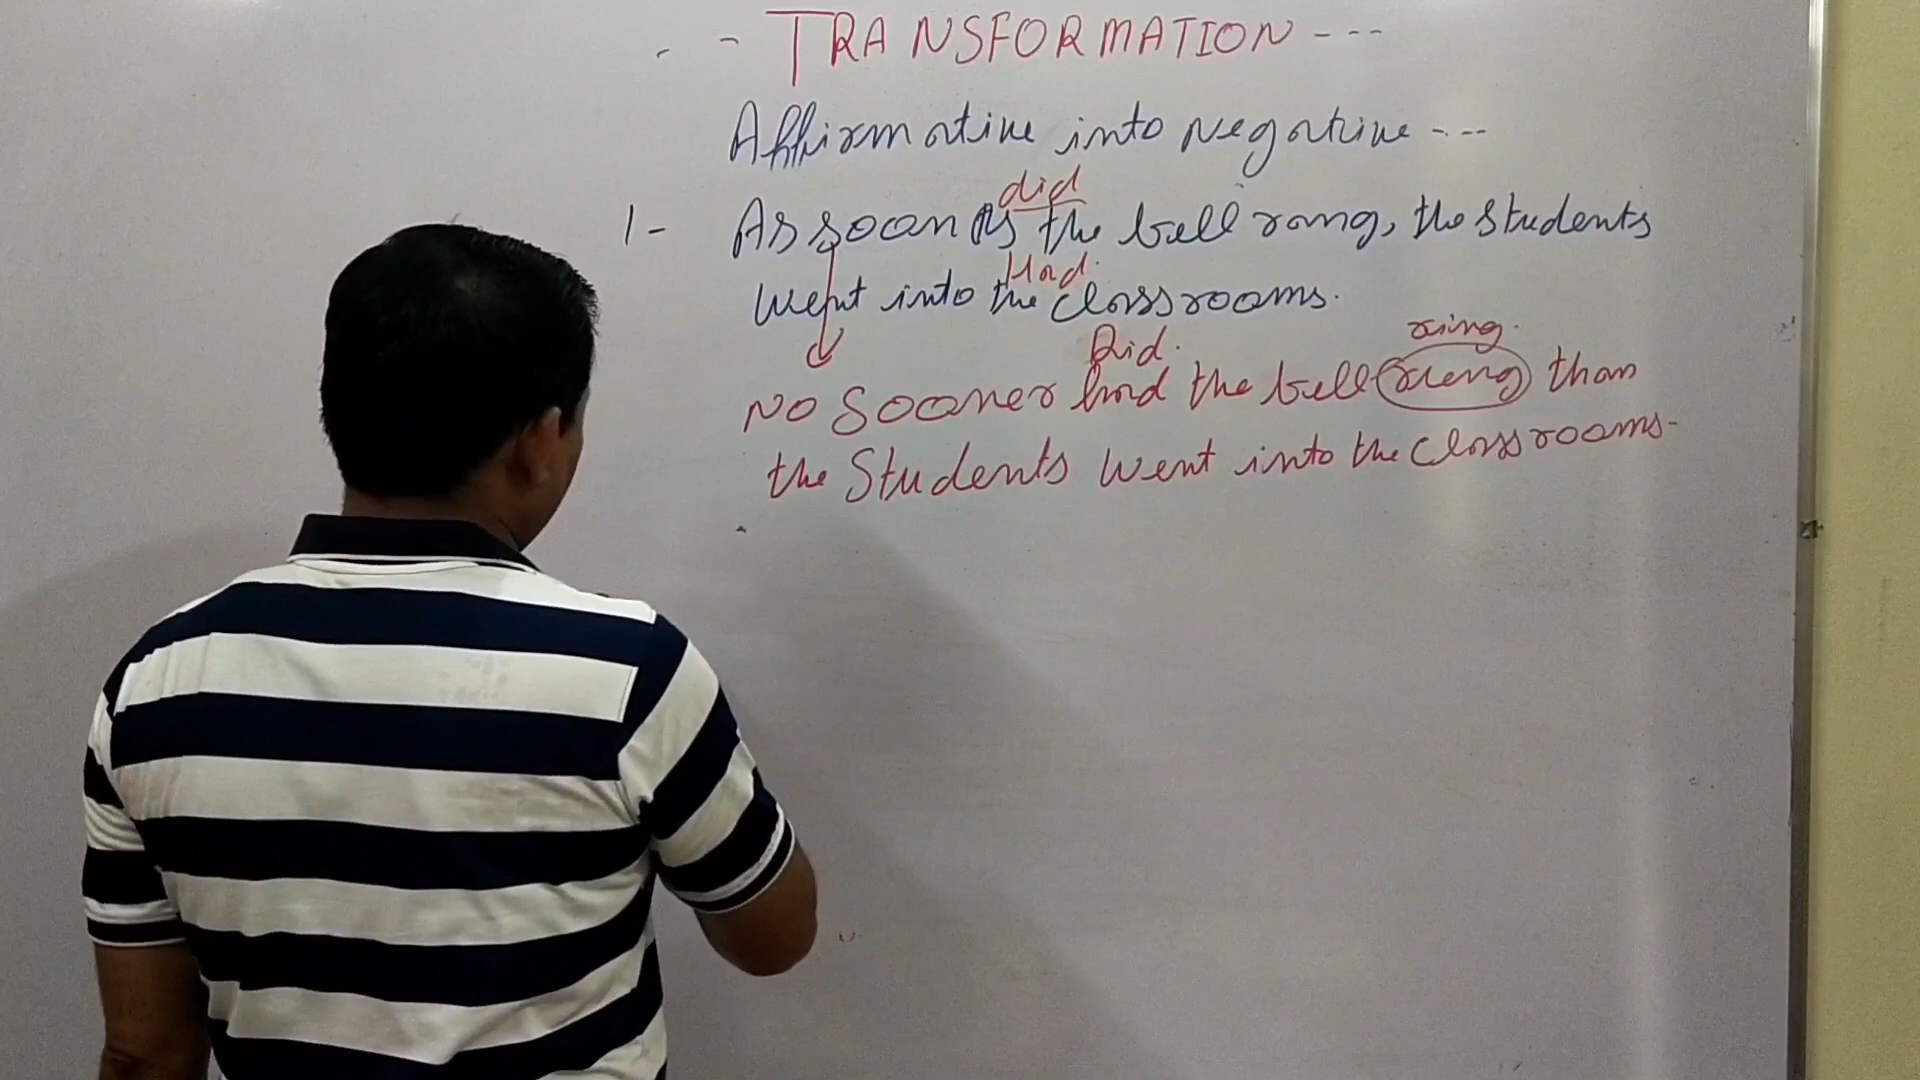 - - TRANSFORMATION - - -
Affirmative into Negative - - -
did
1- As soon As the bell rang, the students
Had.
went into the classrooms.
Did. ring.
No Sooner had the bell rung than
the Students went into the classrooms.